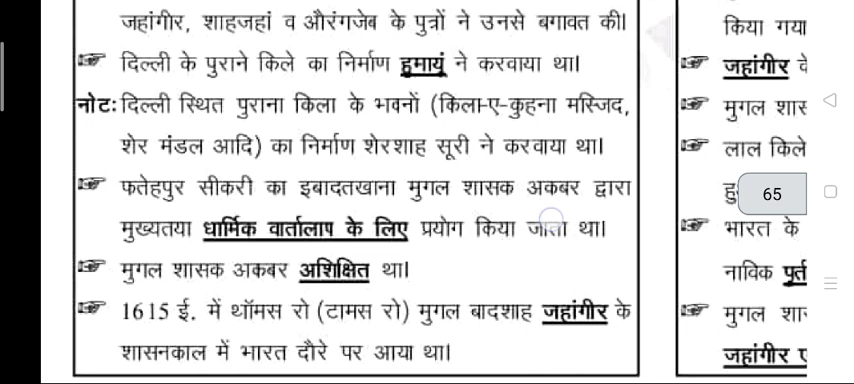 जहांगीर, शाहजहां व औरंगजेब के पुत्रों ने उनसे बगावत की।
दिल्ली के पुराने किले का निर्माण हुमायूं ने करवाया था।
नोटः दिल्ली स्थित पुराना किला के भवनों (किला-ए-कुहना मस्जिद,
शेर मंडल आदि) का निर्माण शेरशाह सूरी ने करवाया था।
फतेहपुर सीकरी का इबादतखाना मुगल शासक अकबर द्वारा
मुख्यतया धार्मिक वार्तालाप के लिए प्रयोग किया जाता था।
मुगल शासक अकबर अशिक्षित था।
1615 ई. में थॉमस रो (टामस रो) मुगल बादशाह जहांगीर के
शासनकाल में भारत दौरे पर आया था।
किया गया
जहांगीर के
मुगल शास
लाल किले
हु
65
भारत के
नाविक पुर्त
मुगल शा
जहांगीर ए